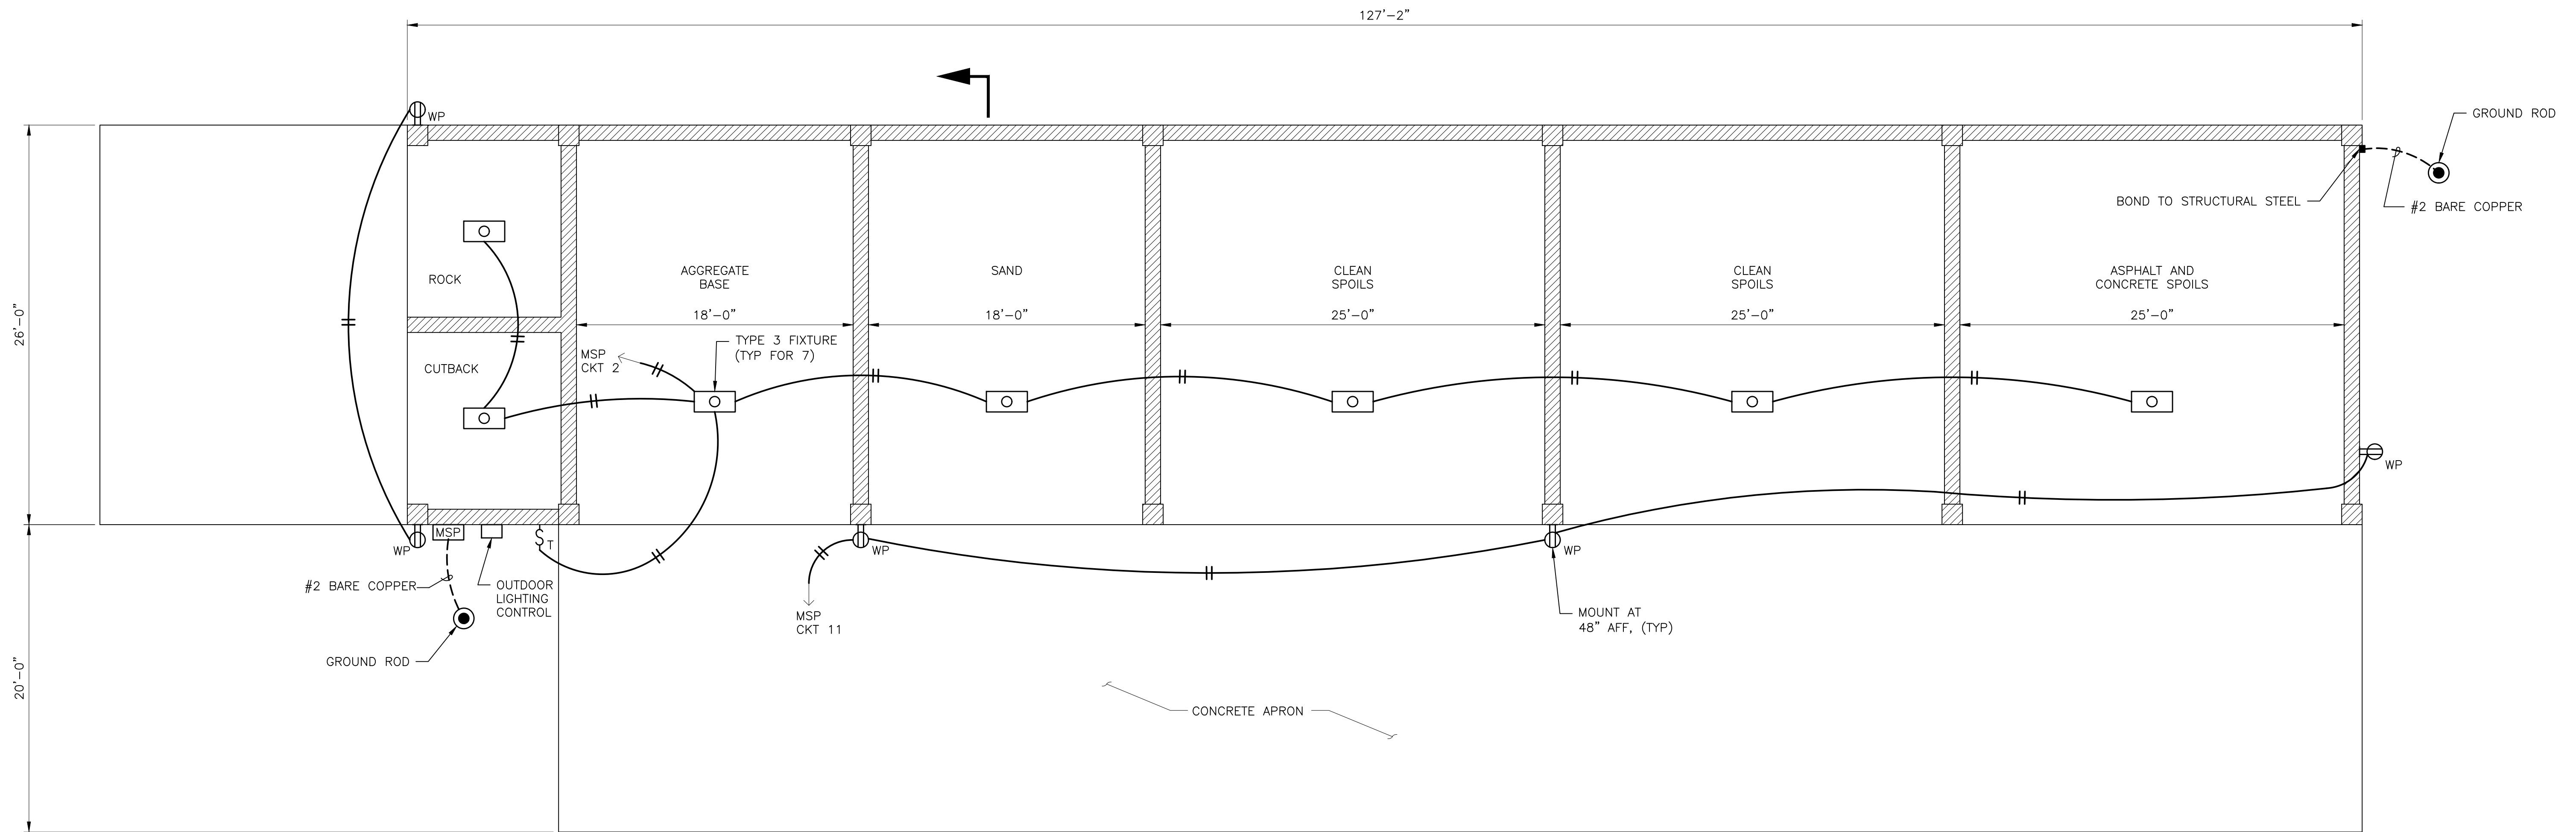 127'-2"
WP
GROUND ROD
BOND TO STRUCTURAL STEEL
#2 BARE COPPER
26'-0"
ROCK
AGGREGATE
BASE
SAND
CLEAN
SPOILS
CLEAN
SPOILS
ASPHALT AND
CONCRETE SPOILS
18'-0"
18'-0"
25'-0"
25'-0"
25'-0"
TYPE 3 FIXTURE
(TYP FOR 7)
MSP
CKT 2
CUTBACK
WP
MSP
WP
T
WP
WP
#2 BARE COPPER
OUTDOOR
LIGHTING
CONTROL
MSP
CKT 11
MOUNT AT
48" AFF, (TYP)
GROUND ROD
20'-0"
CONCRETE APRON